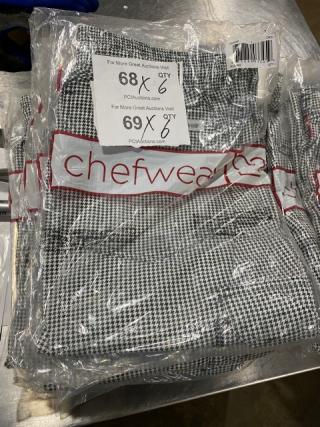 For More Great Auctions Visit
68 X 6 QTY
PCIAuctions.com
For More Great Auctions Visit
69 X 6 QTY
PCIAuctions.com
chefwear